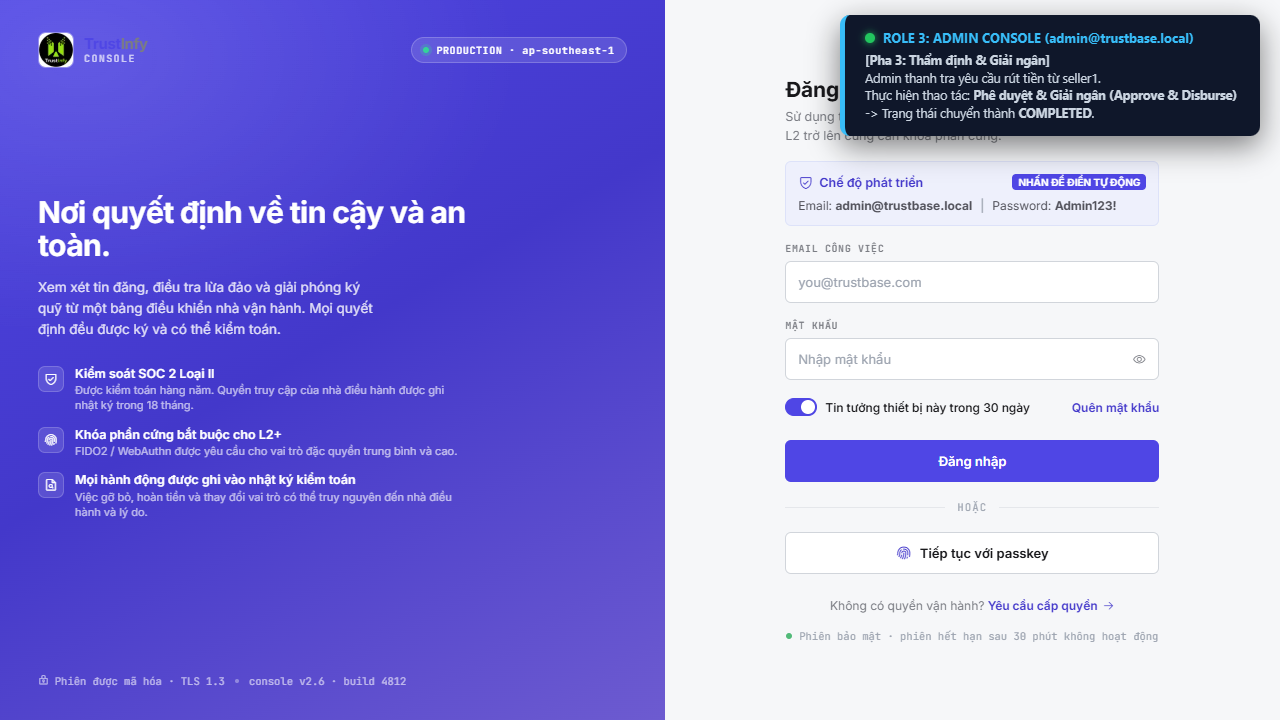 TrustInfy
CONSOLE
PRODUCTION · ap-southeast-1
Nơi quyết định về tin cậy và an
toàn.
Xem xét tin đăng, điều tra lừa đảo và giải phóng ký
quỹ từ một bảng điều khiển nhà vận hành. Mọi quyết
định đều được ký và có thể kiểm toán.
Kiểm soát SOC 2 Loại II
Được kiểm toán hàng năm. Quyền truy cập của nhà điều hành được ghi
nhật ký trong 18 tháng.
Khóa phần cứng bắt buộc cho L2+
FIDO2 / WebAuthn được yêu cầu cho vai trò đặc quyền trung bình và cao.
Mọi hành động được ghi vào nhật ký kiểm toán
Việc gỡ bỏ, hoàn tiền và thay đổi vai trò có thể truy nguyên đến nhà điều
hành và lý do.
Phiên được mã hóa · TLS 1.3 • console v2.6 · build 4812
ROLE 3: ADMIN CONSOLE (admin@trustbase.local)
[Pha 3: Thẩm định & Giải ngân]
Admin thanh tra yêu cầu rút tiền từ seller1.
Thực hiện thao tác: Phê duyệt & Giải ngân (Approve & Disburse)
-> Trạng thái chuyển thành COMPLETED.
Đăng
Sử dụng
L2 trở lên cũng cần khóa phần cứng.
Chế độ phát triển
NHẤN ĐỂ ĐIỀN TỰ ĐỘNG
Email: admin@trustbase.local | Password: Admin123!
EMAIL CÔNG VIỆC
you@trustbase.com
MẬT KHẨU
Nhập mật khẩu
Tin tưởng thiết bị này trong 30 ngày
Quên mật khẩu
Đăng nhập
HOẶC
Tiếp tục với passkey
Không có quyền vận hành? Yêu cầu cấp quyền →
Phiên bảo mật · phiên hết hạn sau 30 phút không hoạt động